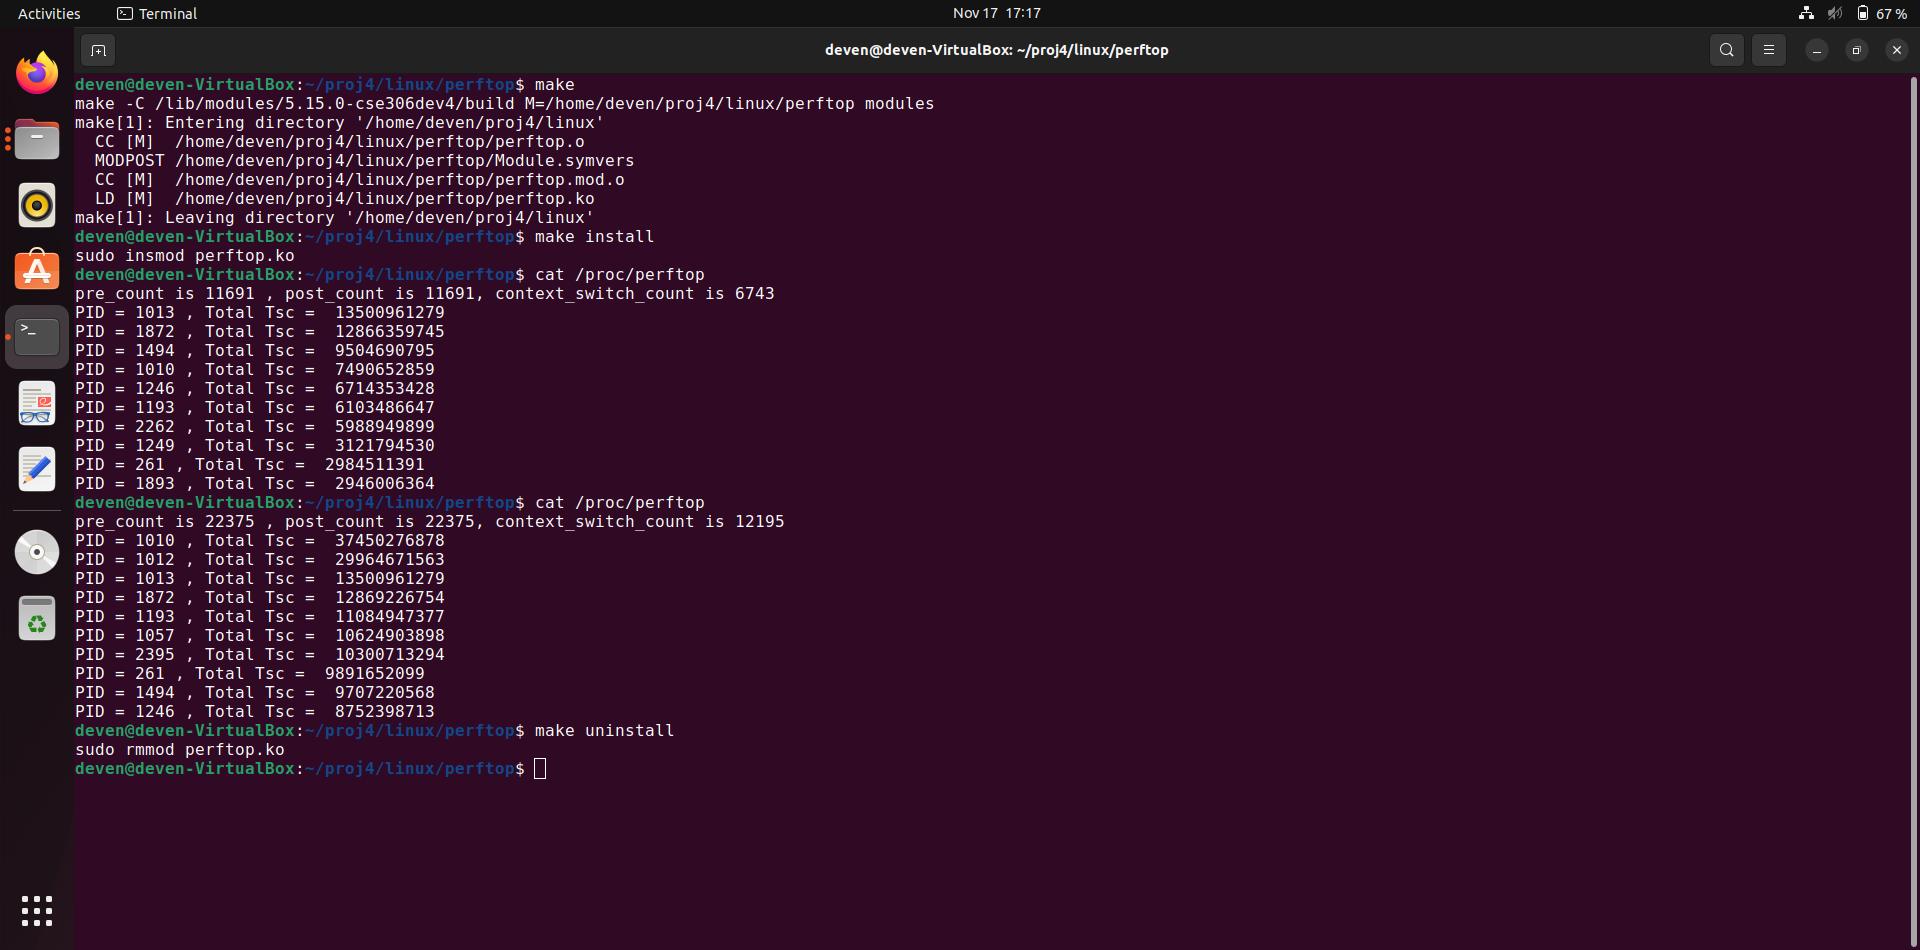 Activities Terminal Nov 17 17:17 67 %
deven@deven-VirtualBox: ~/proj4/linux/perftop
deven@deven-VirtualBox:~/proj4/linux/perftop$ make
make -C /lib/modules/5.15.0-cse306dev4/build M=/home/deven/proj4/linux/perftop modules
make[1]: Entering directory '/home/deven/proj4/linux'
  CC [M]  /home/deven/proj4/linux/perftop/perftop.o
  MODPOST /home/deven/proj4/linux/perftop/Module.symvers
  CC [M]  /home/deven/proj4/linux/perftop/perftop.mod.o
  LD [M]  /home/deven/proj4/linux/perftop/perftop.ko
make[1]: Leaving directory '/home/deven/proj4/linux'
deven@deven-VirtualBox:~/proj4/linux/perftop$ make install
sudo insmod perftop.ko
deven@deven-VirtualBox:~/proj4/linux/perftop$ cat /proc/perftop
pre_count is 11691 , post_count is 11691, context_switch_count is 6743
PID = 1013 , Total Tsc =  13500961279
PID = 1872 , Total Tsc =  12866359745
PID = 1494 , Total Tsc =  9504690795
PID = 1010 , Total Tsc =  7490652859
PID = 1246 , Total Tsc =  6714353428
PID = 1193 , Total Tsc =  6103486647
PID = 2262 , Total Tsc =  5988949899
PID = 1249 , Total Tsc =  3121794530
PID = 261 , Total Tsc =  2984511391
PID = 1893 , Total Tsc =  2946006364
deven@deven-VirtualBox:~/proj4/linux/perftop$ cat /proc/perftop
pre_count is 22375 , post_count is 22375, context_switch_count is 12195
PID = 1010 , Total Tsc =  37450276878
PID = 1012 , Total Tsc =  29964671563
PID = 1013 , Total Tsc =  13500961279
PID = 1872 , Total Tsc =  12869226754
PID = 1193 , Total Tsc =  11084947377
PID = 1057 , Total Tsc =  10624903898
PID = 2395 , Total Tsc =  10300713294
PID = 261 , Total Tsc =  9891652099
PID = 1494 , Total Tsc =  9707220568
PID = 1246 , Total Tsc =  8752398713
deven@deven-VirtualBox:~/proj4/linux/perftop$ make uninstall
sudo rmmod perftop.ko
deven@deven-VirtualBox:~/proj4/linux/perftop$